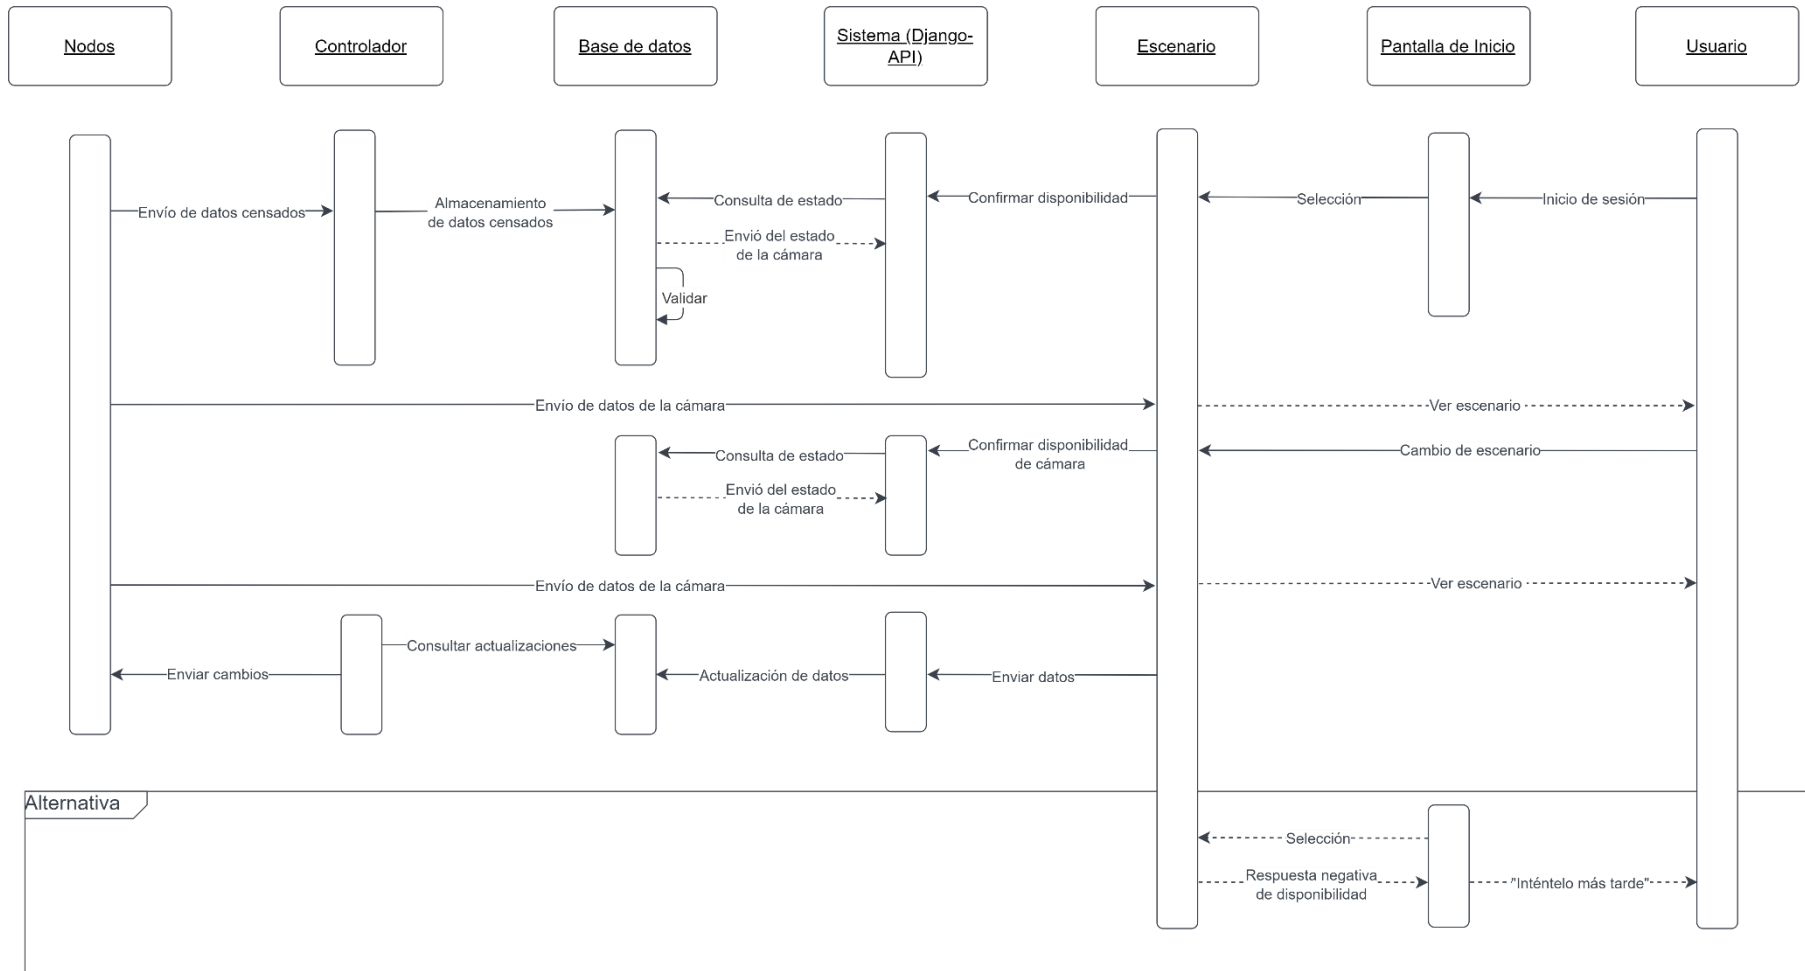 Nodos
Controlador
Base de datos
Sistema (Django-
API)
Escenario
Pantalla de Inicio
Usuario
Envío de datos censados
Almacenamiento
de datos censados
Consulta de estado
Confirmar disponibilidad
Selección
Inicio de sesión
Envió del estado
de la cámara
Validar
Envío de datos de la cámara
Ver escenario
Consulta de estado
Confirmar disponibilidad
de cámara
Cambio de escenario
Envió del estado
de la cámara
Envío de datos de la cámara
Ver escenario
Consultar actualizaciones
Enviar cambios
Actualización de datos
Enviar datos
Alternativa
Selección
Respuesta negativa
de disponibilidad
"Inténtelo más tarde"